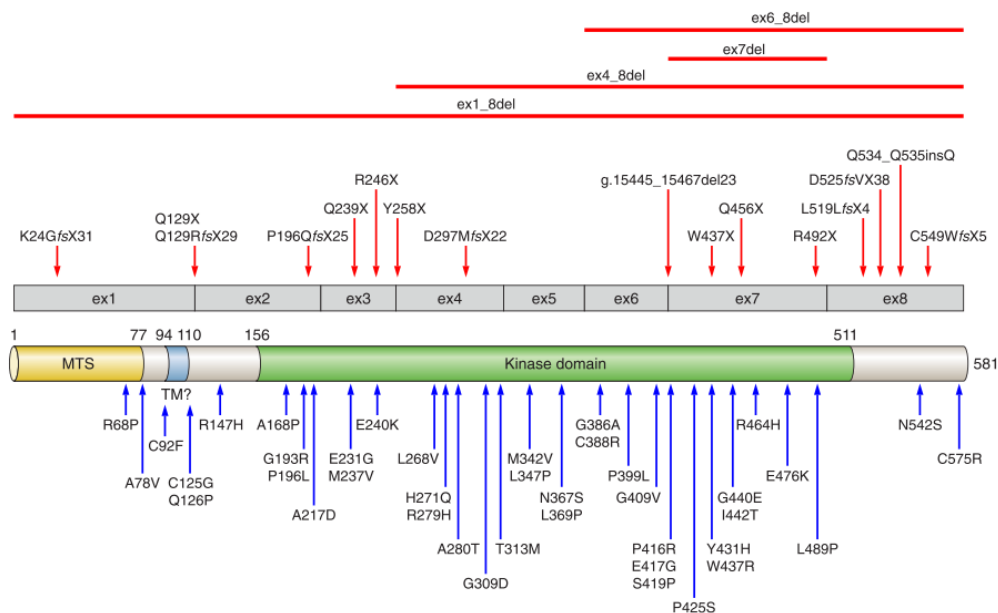 ex6_8del
ex7del
ex4_8del
ex1_8del
Q534_Q535insQ
R246X
g.15445_15467del23
D525fsVX38
Q129X
Q239X
Y258X
Q456X
L519LfsX4
K24GfsX31
Q129RfsX29
P196QfsX25
D297MfsX22
W437X
R492X
C549WfsX5
ex1
ex2
ex3
ex4
ex5
ex6
ex7
ex8
1
77
94
110
156
511
MTS
Kinase domain
581
TM?
R68P
C92F
R147H
A168P
E240K
G386A
C388R
R464H
N542S
A78V
C125G
Q126P
G193R
P196L
E231G
M237V
L268V
M342V
L347P
P399L
E476K
C575R
A217D
H271Q
R279H
N367S
L369P
G409V
G440E
I442T
A280T
T313M
P416R
E417G
S419P
Y431H
W437R
L489P
G309D
P425S